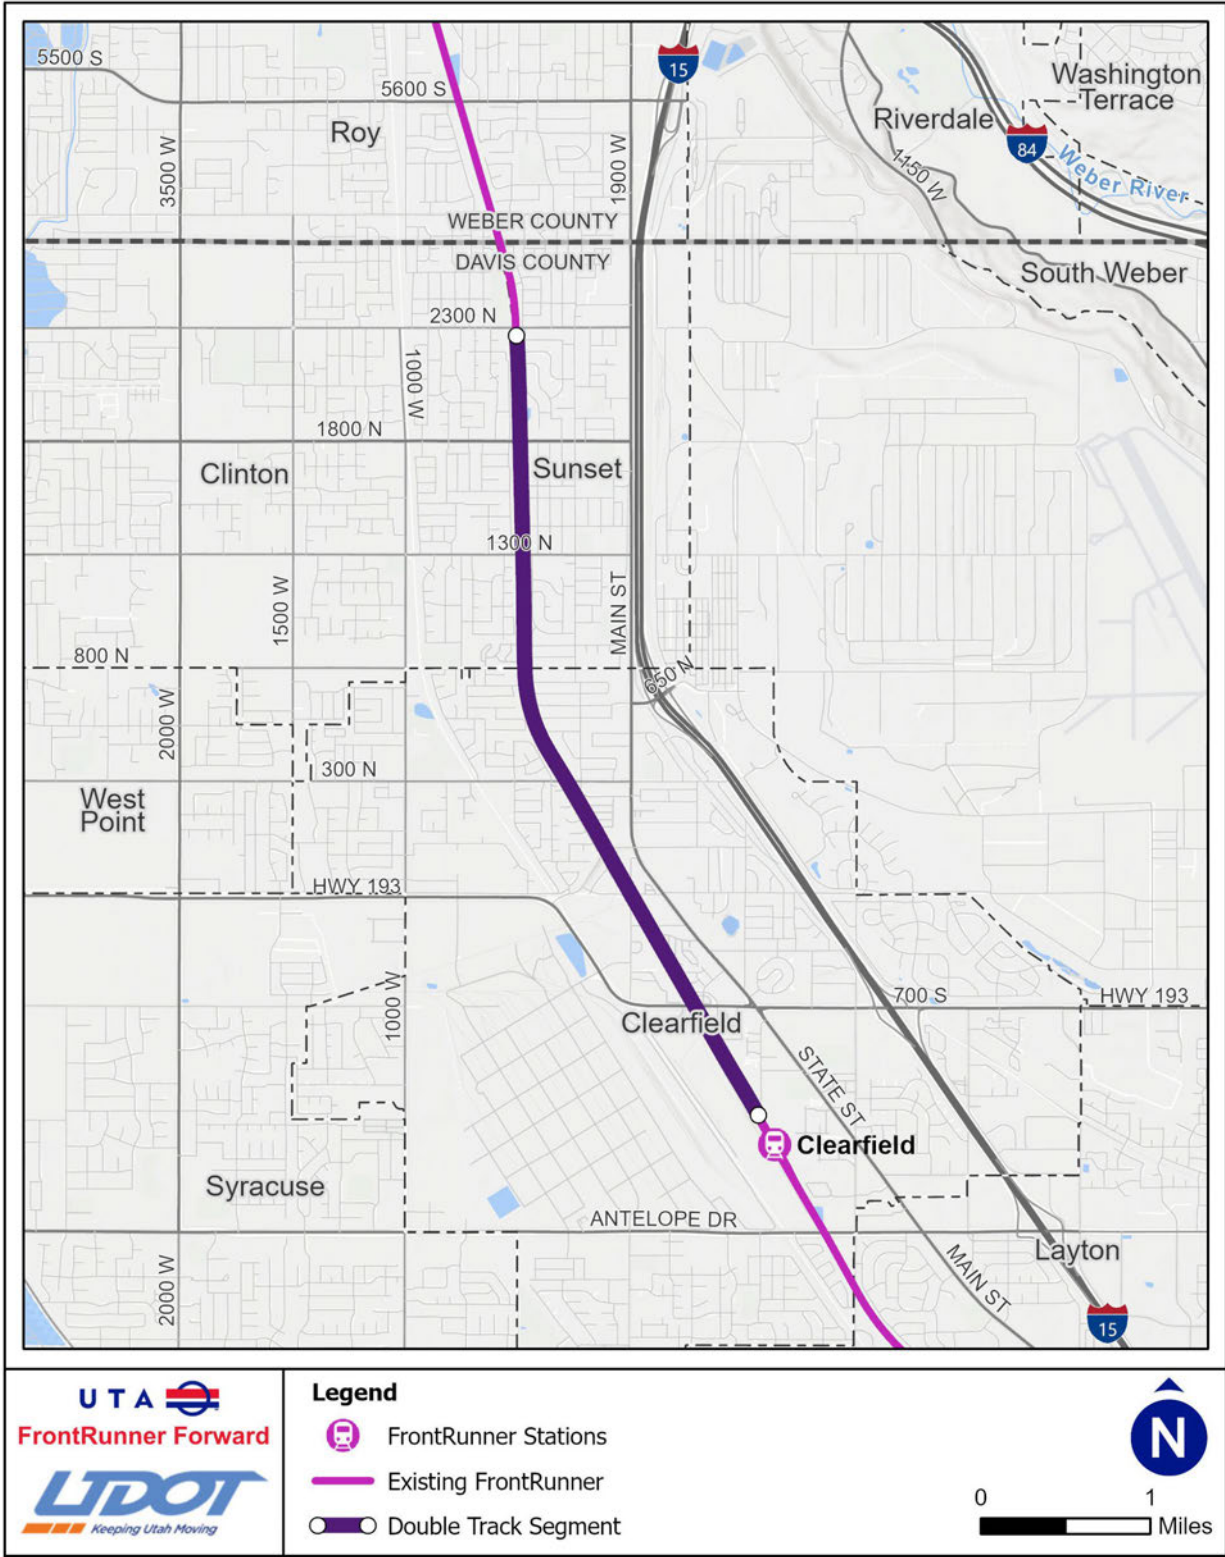 5500 S
15
Washington
Terrace
5600 S
Riverdale
Roy
84
3500 W
1900 W
1150 W
Weber River
WEBER COUNTY
DAVIS COUNTY
South Weber
2300 N
1000 W
1800 N
Clinton
Sunset
1300 N
1500 W
MAIN ST
800 N
650 N
2000 W
300 N
West
Point
HWY 193
1000 W
700 S
HWY 193
Clearfield
STATE ST
Clearfield
Syracuse
ANTELOPE DR
Layton
2000 W
MAIN ST
15
UTA
FrontRunner Forward
UDOT
Keeping Utah Moving
Legend
FrontRunner Stations
Existing FrontRunner
Double Track Segment
N
0 1
Miles